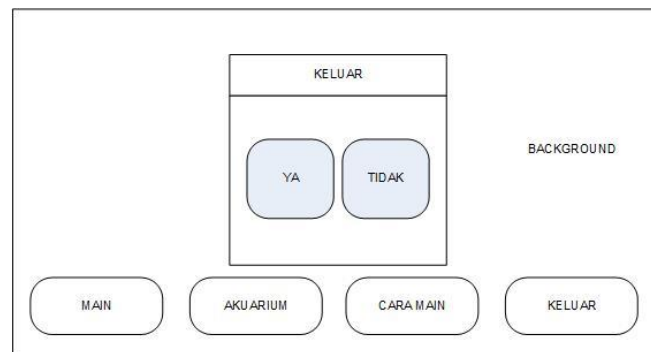 KELUAR
YA
TIDAK
BACKGROUND
MAIN
AKUARIUM
CARA MAIN
KELUAR